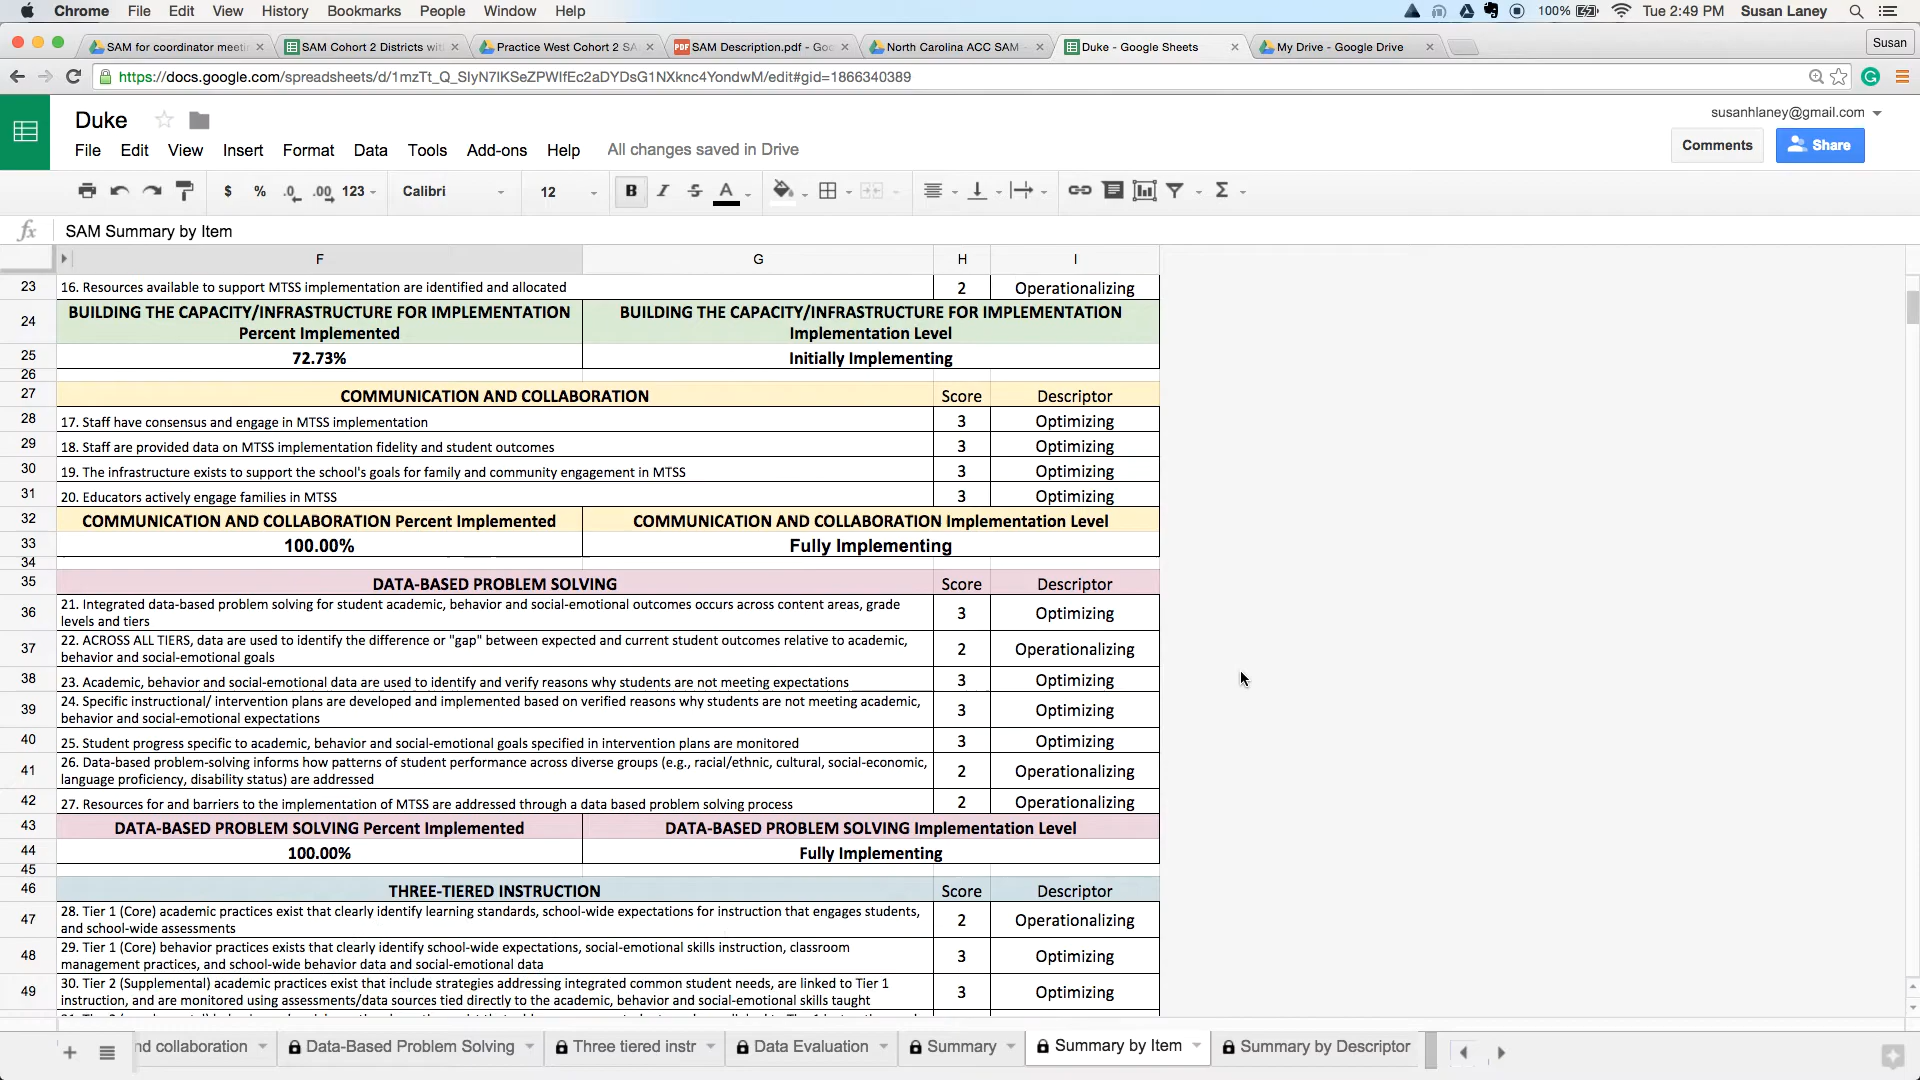 Chrome File Edit View History Bookmarks People Window Help 100% Tue 2:49 PM Susan Laney
SAM for coordinator meeti SAM Cohort 2 Districts wit Practice West Cohort 2 SA SAM Description.pdf - Goo North Carolina ACC SAM - Duke - Google Sheets My Drive - Google Drive Susan
https://docs.google.com/spreadsheets/d/1mzTt_Q_SIyN7IKSeZPWlfEc2aDYDsG1NXknc4YondwM/edit#gid=1866340389
Duke susanhlaney@gmail.com
File Edit View Insert Format Data Tools Add-ons Help All changes saved in Drive Comments Share
$ % .0 .00 123 Calibri 12 B I S A Σ
fx SAM Summary by Item
F G H I
23 16. Resources available to support MTSS implementation are identified and allocated 2 Operationalizing
24 BUILDING THE CAPACITY/INFRASTRUCTURE FOR IMPLEMENTATION BUILDING THE CAPACITY/INFRASTRUCTURE FOR IMPLEMENTATION
Percent Implemented Implementation Level
25 72.73% Initially Implementing
26
27 COMMUNICATION AND COLLABORATION Score Descriptor
28 17. Staff have consensus and engage in MTSS implementation 3 Optimizing
29 18. Staff are provided data on MTSS implementation fidelity and student outcomes 3 Optimizing
30 19. The infrastructure exists to support the school's goals for family and community engagement in MTSS 3 Optimizing
31 20. Educators actively engage families in MTSS 3 Optimizing
32 COMMUNICATION AND COLLABORATION Percent Implemented COMMUNICATION AND COLLABORATION Implementation Level
33 100.00% Fully Implementing
34
35 DATA-BASED PROBLEM SOLVING Score Descriptor
36 21. Integrated data-based problem solving for student academic, behavior and social-emotional outcomes occurs across content areas, grade 3 Optimizing
levels and tiers
37 22. ACROSS ALL TIERS, data are used to identify the difference or "gap" between expected and current student outcomes relative to academic, 2 Operationalizing
behavior and social-emotional goals
38 23. Academic, behavior and social-emotional data are used to identify and verify reasons why students are not meeting expectations 3 Optimizing
39 24. Specific instructional/ intervention plans are developed and implemented based on verified reasons why students are not meeting academic, 3 Optimizing
behavior and social-emotional expectations
40 25. Student progress specific to academic, behavior and social-emotional goals specified in intervention plans are monitored 3 Optimizing
41 26. Data-based problem-solving informs how patterns of student performance across diverse groups (e.g., racial/ethnic, cultural, social-economic, 2 Operationalizing
language proficiency, disability status) are addressed
42 27. Resources for and barriers to the implementation of MTSS are addressed through a data based problem solving process 2 Operationalizing
43 DATA-BASED PROBLEM SOLVING Percent Implemented DATA-BASED PROBLEM SOLVING Implementation Level
44 100.00% Fully Implementing
45
46 THREE-TIERED INSTRUCTION Score Descriptor
47 28. Tier 1 (Core) academic practices exist that clearly identify learning standards, school-wide expectations for instruction that engages students, 2 Operationalizing
and school-wide assessments
48 29. Tier 1 (Core) behavior practices exists that clearly identify school-wide expectations, social-emotional skills instruction, classroom 3 Optimizing
management practices, and school-wide behavior data and social-emotional data
49 30. Tier 2 (Supplemental) academic practices exist that include strategies addressing integrated common student needs, are linked to Tier 1 3 Optimizing
instruction, and are monitored using assessments/data sources tied directly to the academic, behavior and social-emotional skills taught
nd collaboration Data-Based Problem Solving Three tiered instr Data Evaluation Summary Summary by Item Summary by Descriptor